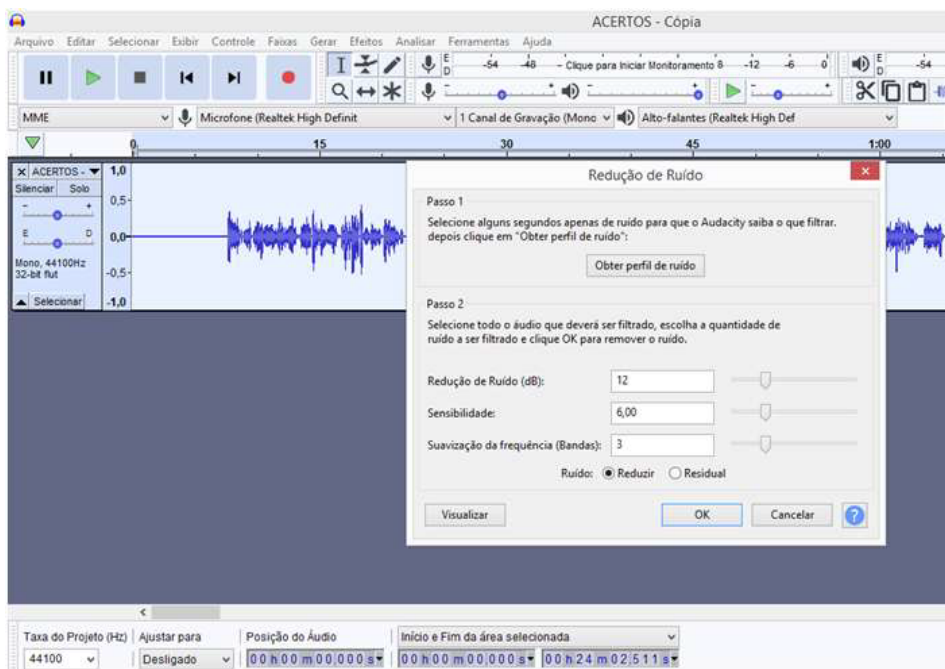 ACERTOS - Cópia
Arquivo Editar Selecionar Exibir Controle Faixas Gerar Efeitos Analisar Ferramentas Ajuda
E D -54 -48 - Clique para Iniciar Monitoramento 8 -12 -6 0 E D -54
MME Microfone (Realtek High Definit 1 Canal de Gravação (Mono Alto-falantes (Realtek High Def
0 15 30 45 1:00
ACERTOS - 1,0
Silenciar Solo
0,5
- +
E D 0,0
Mono, 44100Hz
32-bit flut -0,5
Selecionar -1,0
Redução de Ruído
Passo 1
Selecione alguns segundos apenas de ruído para que o Audacity saiba o que filtrar.
depois clique em "Obter perfil de ruído":
Obter perfil de ruído
Passo 2
Selecione todo o áudio que deverá ser filtrado, escolha a quantidade de
ruído a ser filtrado e clique OK para remover o ruído.
Redução de Ruído (dB): 12
Sensibilidade: 6,00
Suavização da frequência (Bandas): 3
Ruído: Reduzir Residual
Visualizar OK Cancelar ?
Taxa do Projeto (Hz) Ajustar para Posição do Áudio Início e Fim da área selecionada
44100 Desligado 00 h 00 m 00,000 s 00 h 00 m 00,000 s 00 h 24 m 02,511 s